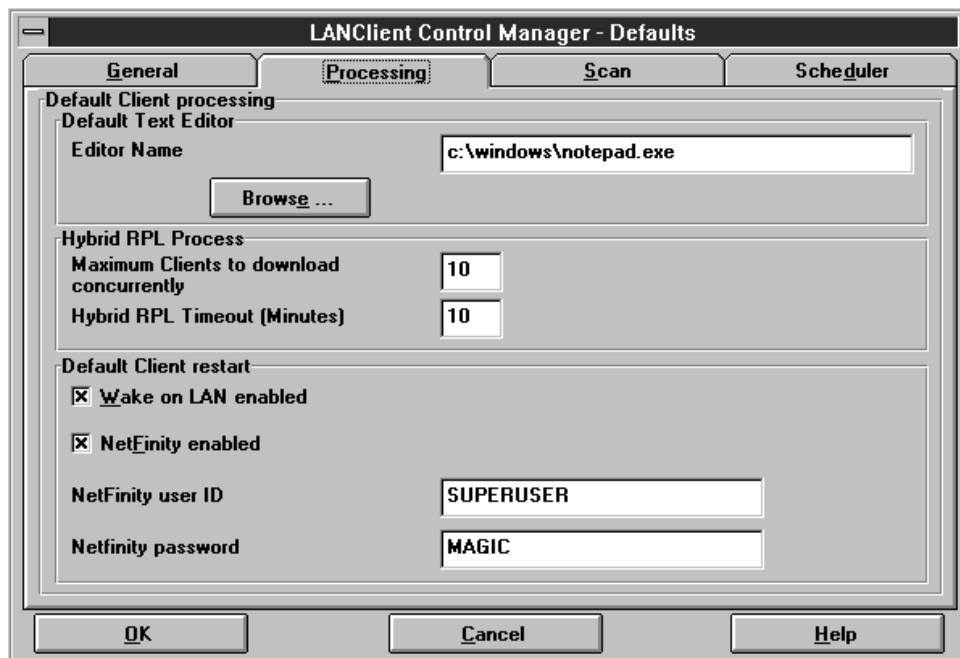 LANClient Control Manager - Defaults
General Processing Scan Scheduler
Default Client processing
Default Text Editor
Editor Name c:\windows\notepad.exe
Browse ...
Hybrid RPL Process
Maximum Clients to download
concurrently
10
Hybrid RPL Timeout (Minutes) 10
Default Client restart
Wake on LAN enabled
NetFinity enabled
NetFinity user ID SUPERUSER
Netfinity password MAGIC
OK Cancel Help